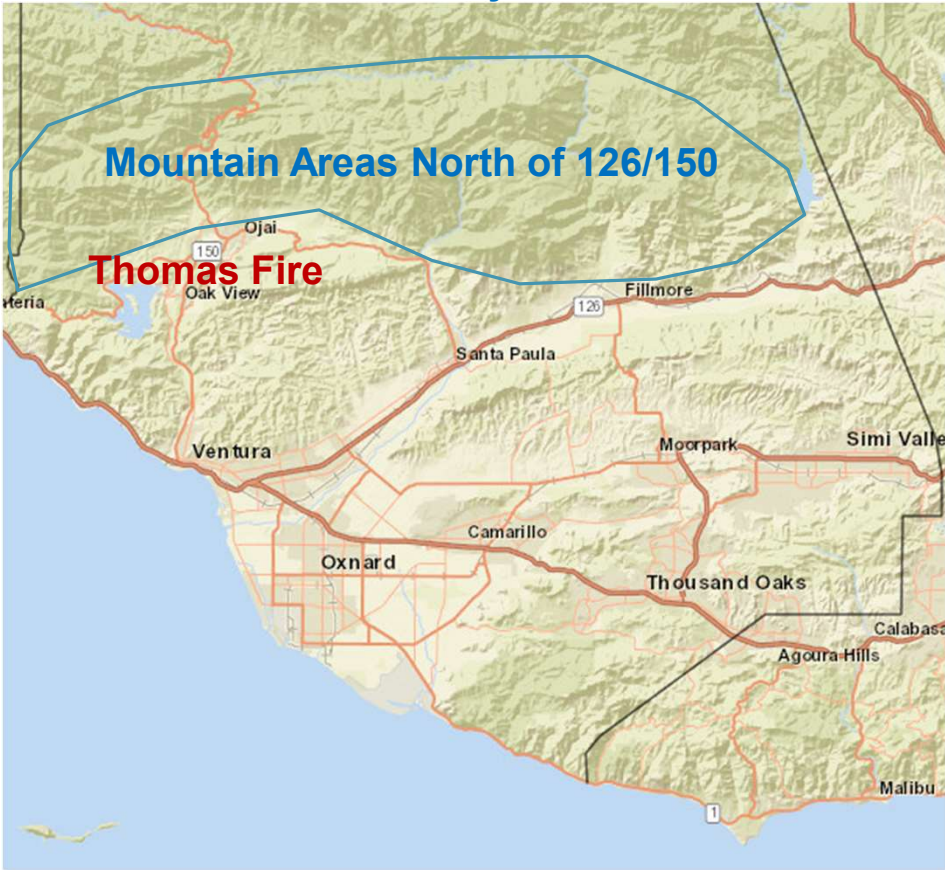 Mountain Areas North of 126/150
Ojai
150
Thomas Fire
Oak View
Fillmore
teria
126
Santa Paula
Moorpark
Simi Valle
Ventura
Camarillo
Oxnard
Thousand Oaks
Calabasa
Agoura Hills
Malibu
1